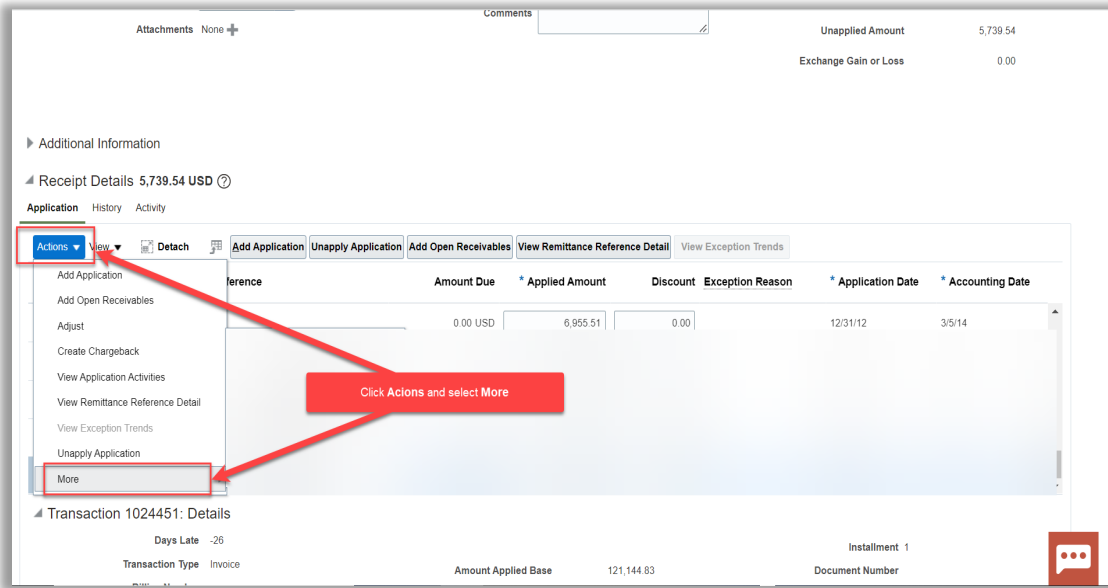 Comments
Attachments None
Unapplied Amount 5,739.54
Exchange Gain or Loss 0.00
Additional Information
Receipt Details 5,739.54 USD
Application History Activity
Actions View Detach Add Application Unapply Application Add Open Receivables View Remittance Reference Detail View Exception Trends
Add Application
Amount Due * Applied Amount Discount Exception Reason * Application Date * Accounting Date
Add Open Receivables
0.00 USD 6,955.51 0.00 12/31/12 3/5/14
Adjust
Create Chargeback
View Application Activities
Click Acions and select More
View Remittance Reference Detail
View Exception Trends
Unapply Application
More
Transaction 1024451: Details
Days Late -26
Installment 1
Transaction Type Invoice
Amount Applied Base 121,144.83
Document Number